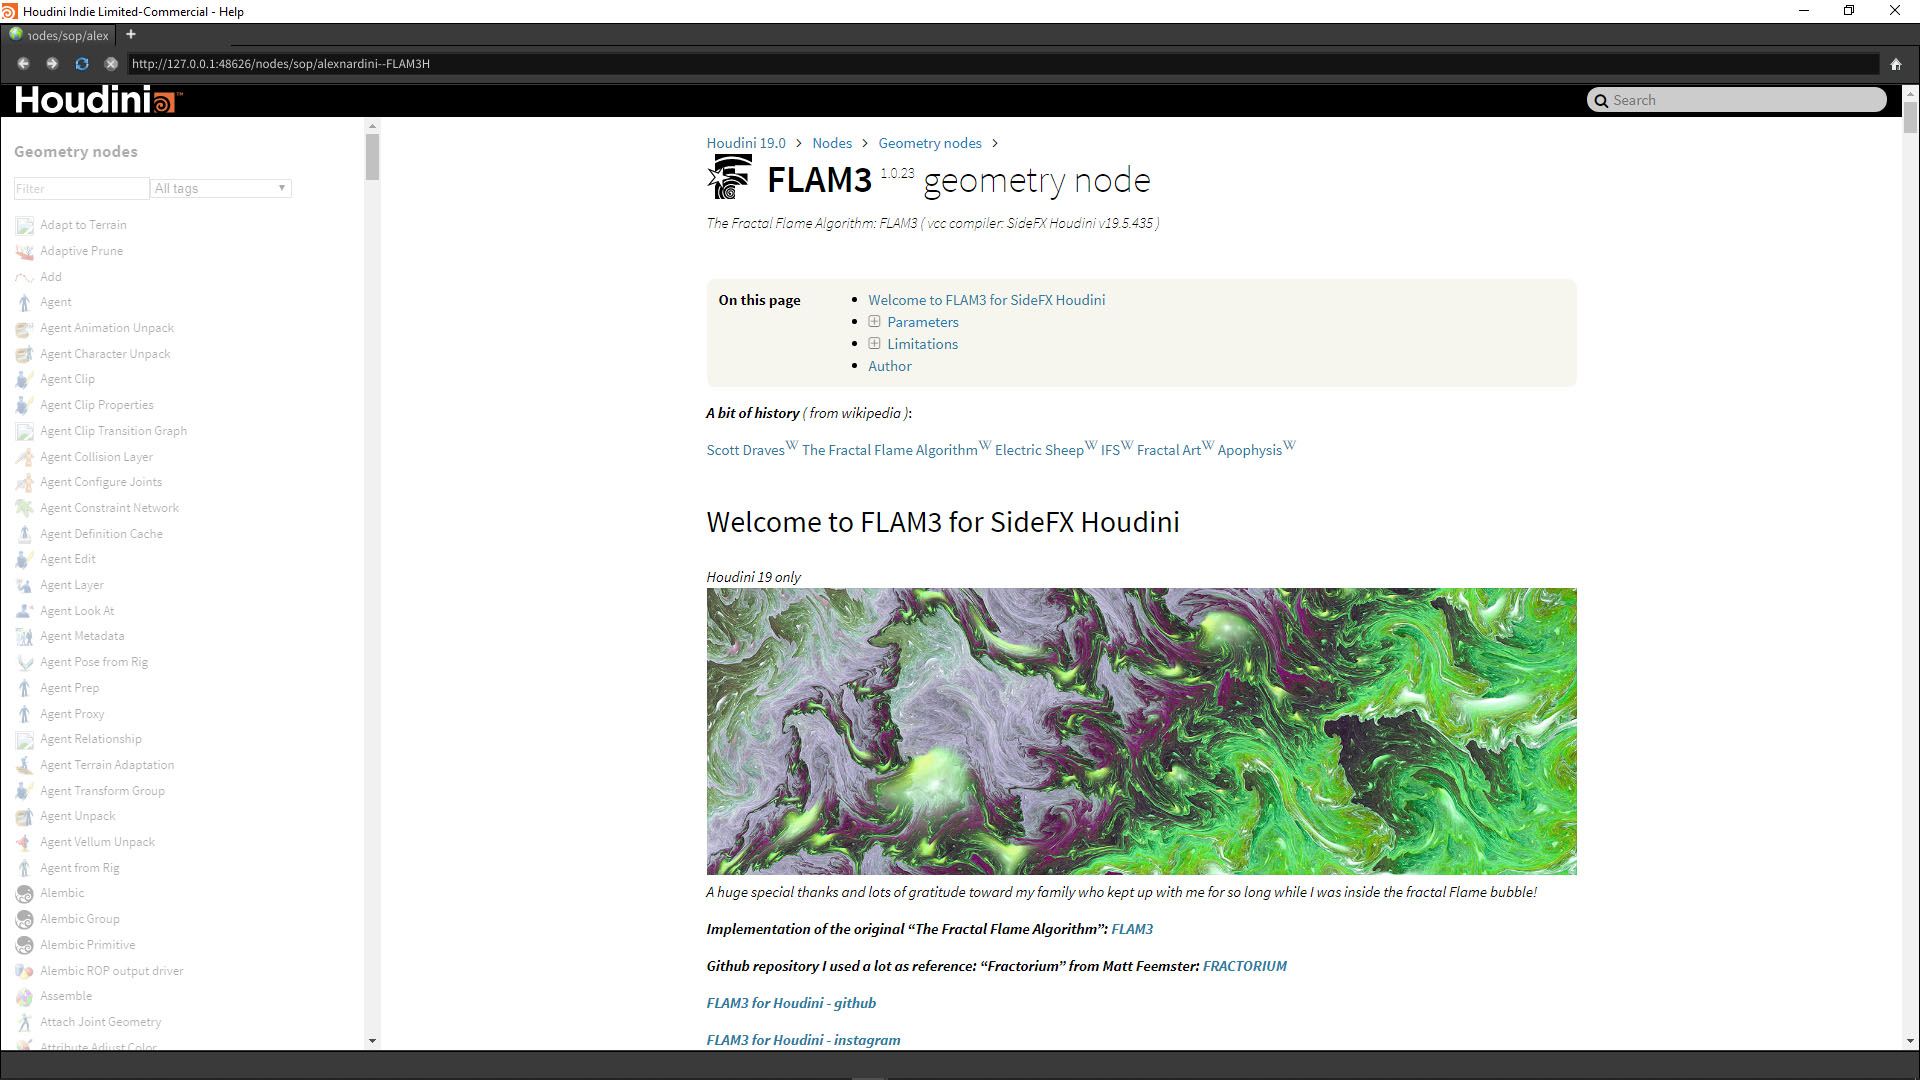 Houdini Indie Limited-Commercial - Help
nodes/sop/alex
http://127.0.0.1:48626/nodes/sop/alexnardini--FLAM3H
Houdini™
Search
Geometry nodes
Filter
All tags
Adapt to Terrain
Adaptive Prune
Add
Agent
Agent Animation Unpack
Agent Character Unpack
Agent Clip
Agent Clip Properties
Agent Clip Transition Graph
Agent Collision Layer
Agent Configure Joints
Agent Constraint Network
Agent Definition Cache
Agent Edit
Agent Layer
Agent Look At
Agent Metadata
Agent Pose from Rig
Agent Prep
Agent Proxy
Agent Relationship
Agent Terrain Adaptation
Agent Transform Group
Agent Unpack
Agent Vellum Unpack
Agent from Rig
Alembic
Alembic Group
Alembic Primitive
Alembic ROP output driver
Assemble
Attach Joint Geometry
Attribute Adjust Color
Houdini 19.0 > Nodes > Geometry nodes >
FLAM3 1.0.23 geometry node
The Fractal Flame Algorithm: FLAM3 ( vcc compiler: SideFX Houdini v19.5.435 )
On this page
• Welcome to FLAM3 for SideFX Houdini
• Parameters
• Limitations
• Author
A bit of history ( from wikipedia ):
Scott DravesW The Fractal Flame AlgorithmW Electric SheepW IFSW Fractal ArtW ApophysisW
Welcome to FLAM3 for SideFX Houdini
Houdini 19 only
A huge special thanks and lots of gratitude toward my family who kept up with me for so long while I was inside the fractal Flame bubble!
Implementation of the original “The Fractal Flame Algorithm”: FLAM3
Github repository I used a lot as reference: “Fractorium” from Matt Feemster: FRACTORIUM
FLAM3 for Houdini - github
FLAM3 for Houdini - instagram